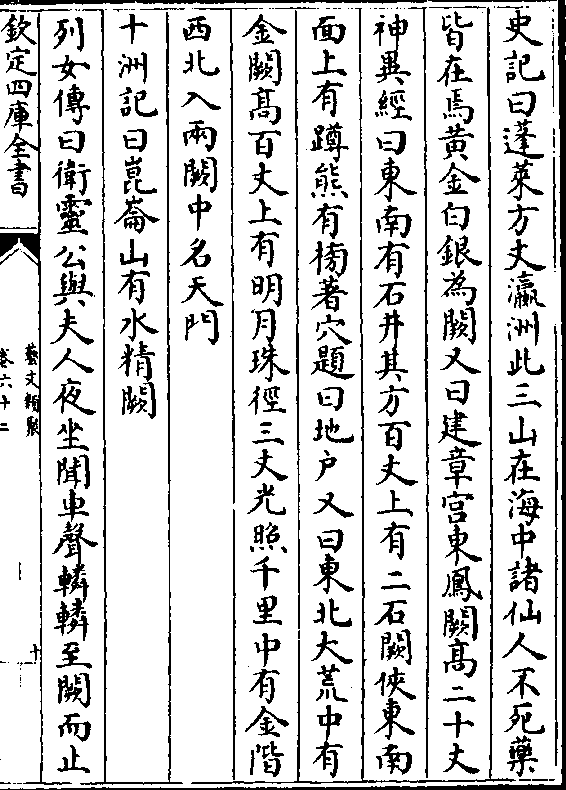 史記曰蓬萊方丈瀛洲此三山在海中諸仙人不死藥
皆在焉黄金白銀為闕又曰建章宫東鳳闕髙二十丈
神異經曰東南有石井其方百丈上有二石闕俠東南
面上有蹲熊有榜著穴題曰地户又曰東北大荒中有
金闕髙百丈上有明月珠徑三丈光照千里中有金階
西北入兩闕中名天門
十洲記曰崑崙山有水精闕
列女傳曰衛靈公與夫人夜坐聞車聲轔轔至闕而止
欽定四庫全書
藝文類聚
卷六十二
十